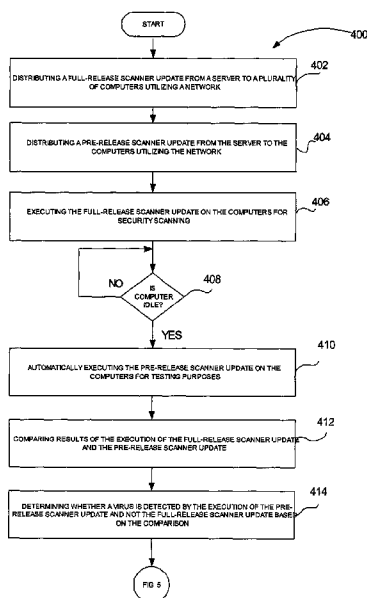 START
400
DISTRIBUTING A FULL-RELEASE SCANNER UPDATE FROM A SERVER TO A PLURALITY
OF COMPUTERS UTILIZING A NETWORK
402
DISTRIBUTING A PRE-RELEASE SCANNER UPDATE FROM THE SERVER TO THE
COMPUTERS UTILIZING THE NETWORK
404
EXECUTING THE FULL-RELEASE SCANNER UPDATE ON THE COMPUTERS FOR
SECURITY SCANNING
406
NO
IS
COMPUTER
IDLE?
408
YES
410
AUTOMATICALLY EXECUTING THE PRE-RELEASE SCANNER UPDATE ON THE
COMPUTERS FOR TESTING PURPOSES
412
COMPARING RESULTS OF THE EXECUTION OF THE FULL-RELEASE SCANNER UPDATE
AND THE PRE-RELEASE SCANNER UPDATE
414
DETERMINING WHETHER A VIRUS IS DETECTED BY THE EXECUTION OF THE PRE-
RELEASE SCANNER UPDATE AND NOT THE FULL-RELEASE SCANNER UPDATE BASED
ON THE COMPARISON
FIG 5